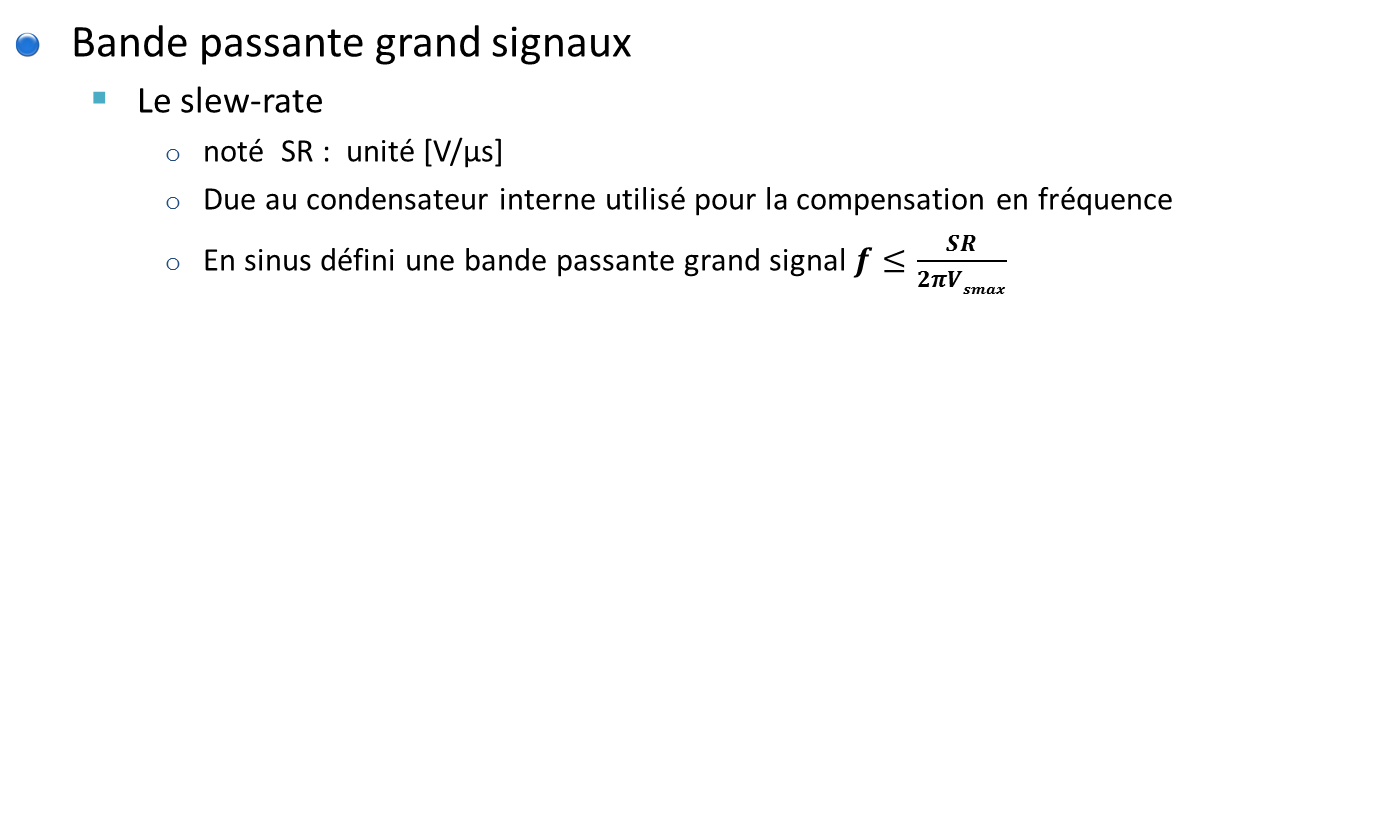 Bande passante grand signaux
Le slew-rate
noté SR : unité [V/µs]
Due au condensateur interne utilisé pour la compensation en fréquence
En sinus défini une bande passante grand signal f ≤ SR / 2πV_smax